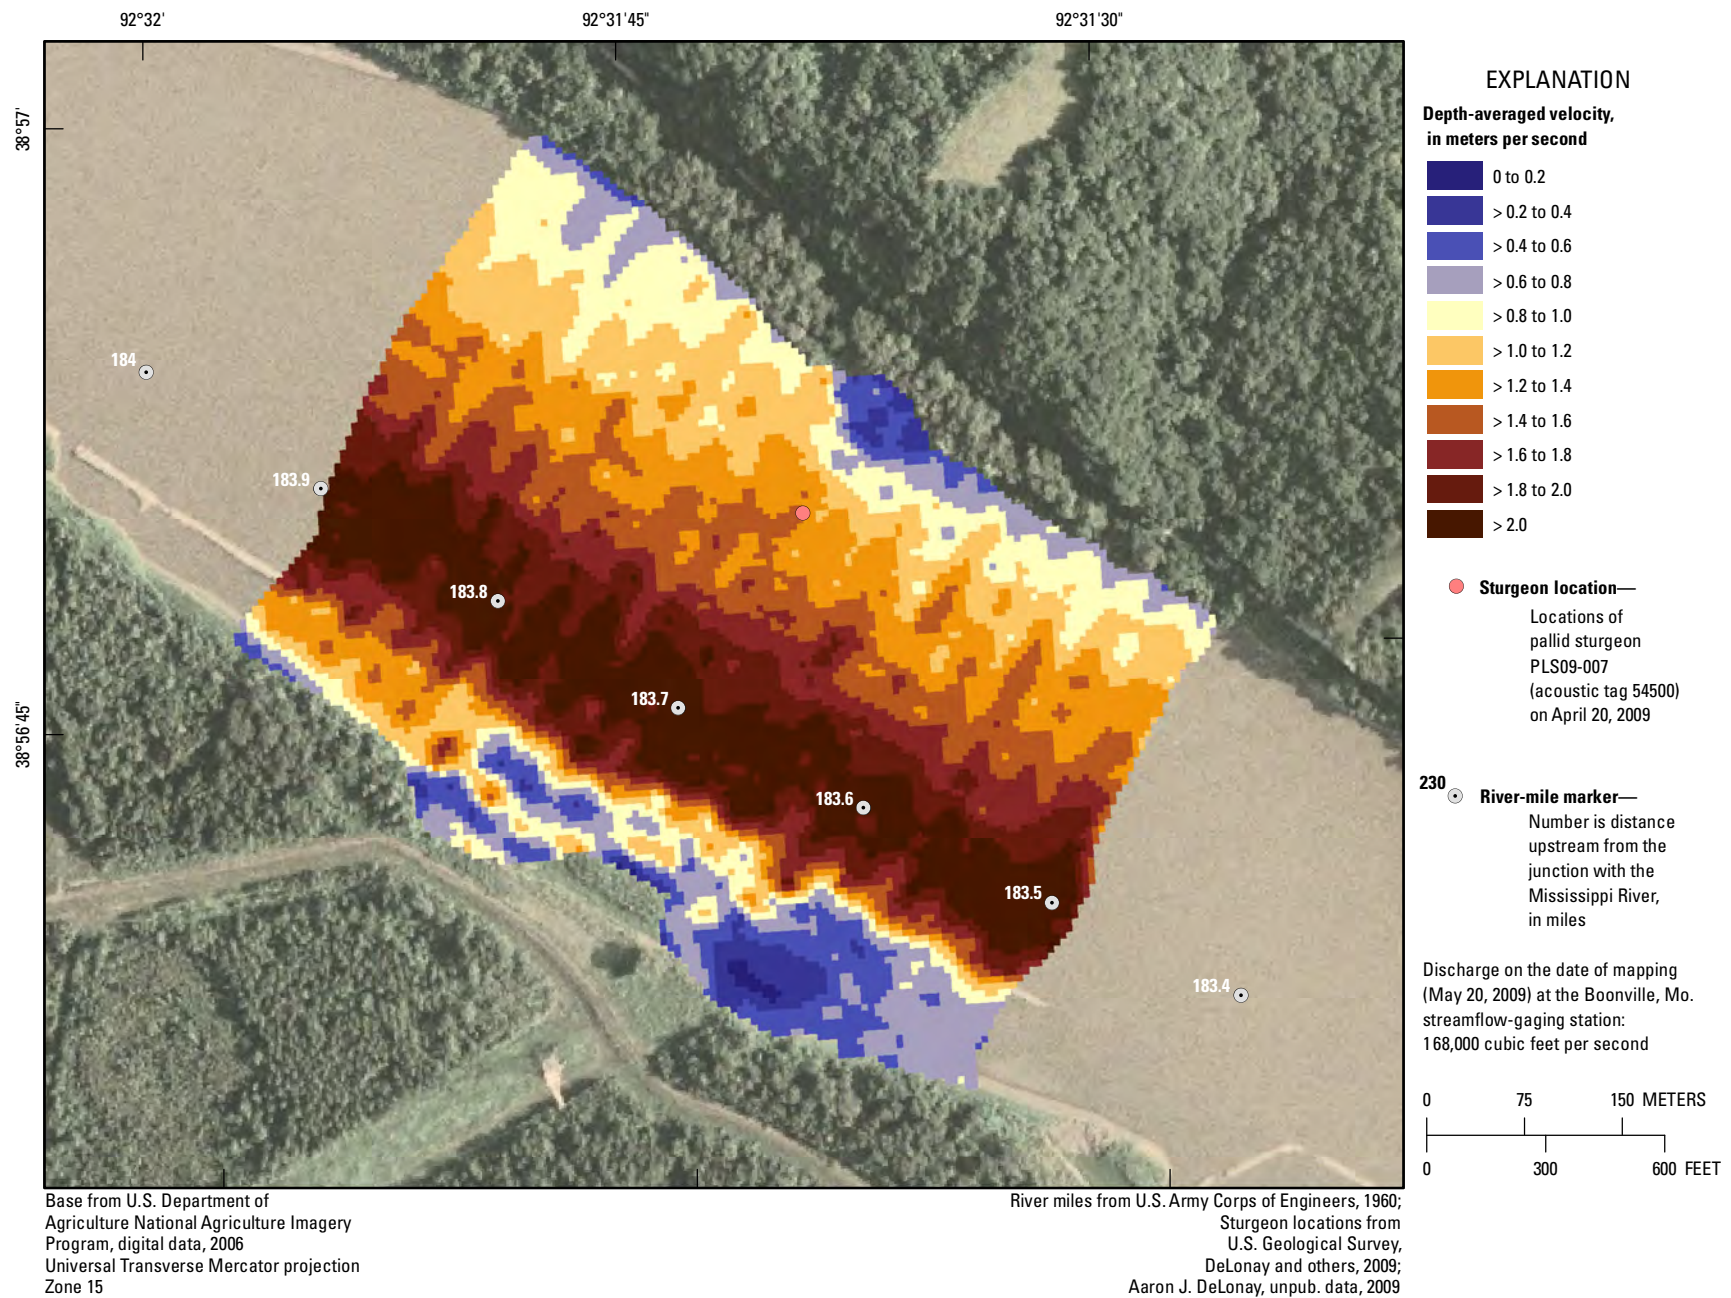 92°32'
92°31'45"
92°31'30"
38°57'
38°56'45"
184
183.9
183.8
183.7
183.6
183.5
183.4
EXPLANATION
Depth-averaged velocity,
in meters per second
0 to 0.2
> 0.2 to 0.4
> 0.4 to 0.6
> 0.6 to 0.8
> 0.8 to 1.0
> 1.0 to 1.2
> 1.2 to 1.4
> 1.4 to 1.6
> 1.6 to 1.8
> 1.8 to 2.0
> 2.0
Sturgeon location—
Locations of
pallid sturgeon
PLS09-007
(acoustic tag 54500)
on April 20, 2009
230
River-mile marker—
Number is distance
upstream from the
junction with the
Mississippi River,
in miles
Discharge on the date of mapping
(May 20, 2009) at the Boonville, Mo.
streamflow-gaging station:
168,000 cubic feet per second
0 75 150 METERS
0 300 600 FEET
Base from U.S. Department of
Agriculture National Agriculture Imagery
Program, digital data, 2006
Universal Transverse Mercator projection
Zone 15
River miles from U.S. Army Corps of Engineers, 1960;
Sturgeon locations from
U.S. Geological Survey,
DeLonay and others, 2009;
Aaron J. DeLonay, unpub. data, 2009